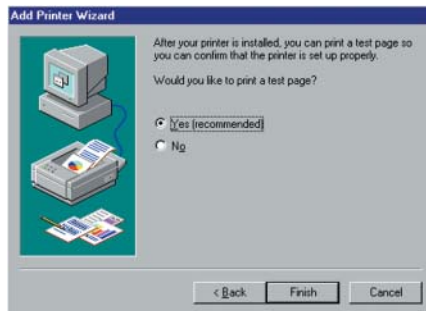 Add Printer Wizard
After your printer is installed, you can print a test page so
you can confirm that the printer is set up properly.
Would you like to print a test page?
Yes (recommended)
No
< Back Finish Cancel